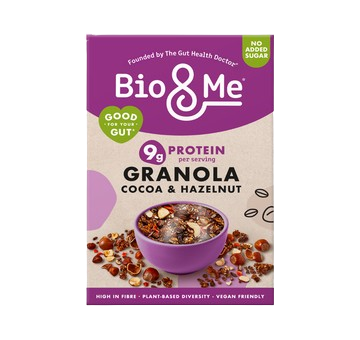 Founded by The Gut Health Doctor®
NO
ADDED
SUGAR
Bio&Me®
GOOD
· FOR YOUR ·
GUT*
9g PROTEIN
per serving
GRANOLA
COCOA & HAZELNUT
HIGH IN FIBRE · PLANT-BASED DIVERSITY · VEGAN FRIENDLY